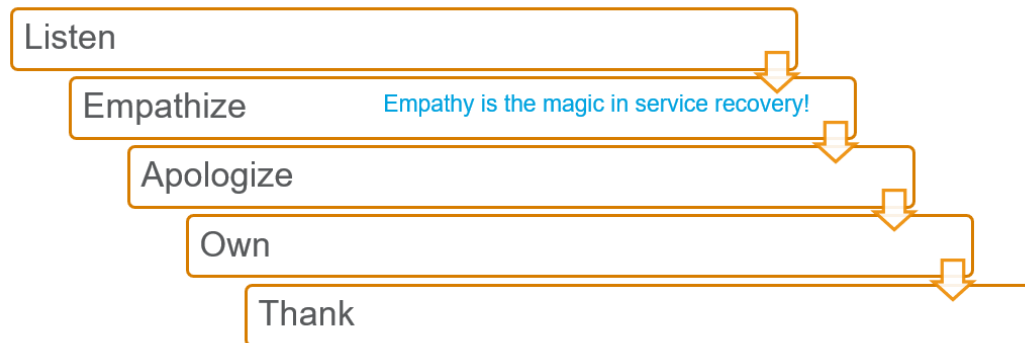 Listen
Empathize Empathy is the magic in service recovery!
Apologize
Own
Thank